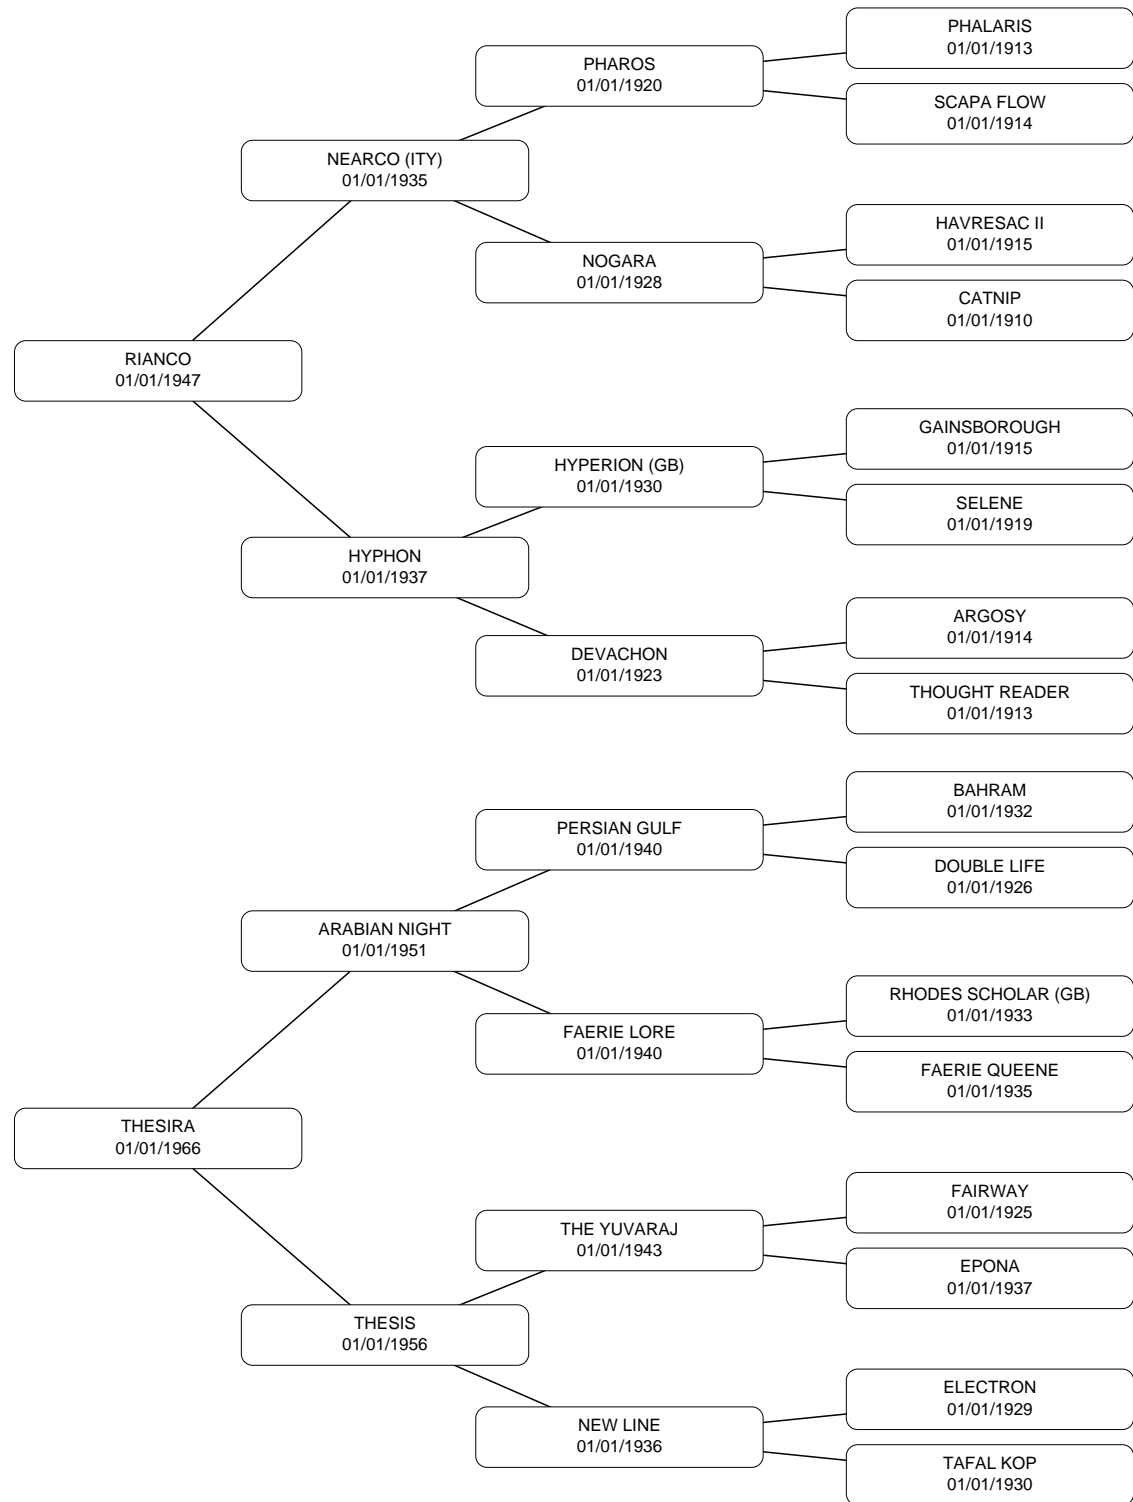 PHALARIS
01/01/1913
PHAROS
01/01/1920
SCAPA FLOW
01/01/1914
NEARCO (ITY)
01/01/1935
HAVRESAC II
01/01/1915
NOGARA
01/01/1928
CATNIP
01/01/1910
RIANCO
01/01/1947
GAINSBOROUGH
01/01/1915
HYPERION (GB)
01/01/1930
SELENE
01/01/1919
HYPHON
01/01/1937
ARGOSY
01/01/1914
DEVACHON
01/01/1923
THOUGHT READER
01/01/1913
BAHRAM
01/01/1932
PERSIAN GULF
01/01/1940
DOUBLE LIFE
01/01/1926
ARABIAN NIGHT
01/01/1951
RHODES SCHOLAR (GB)
01/01/1933
FAERIE LORE
01/01/1940
FAERIE QUEENE
01/01/1935
THESIRA
01/01/1966
FAIRWAY
01/01/1925
THE YUVARAJ
01/01/1943
EPONA
01/01/1937
THESIS
01/01/1956
ELECTRON
01/01/1929
NEW LINE
01/01/1936
TAFAL KOP
01/01/1930